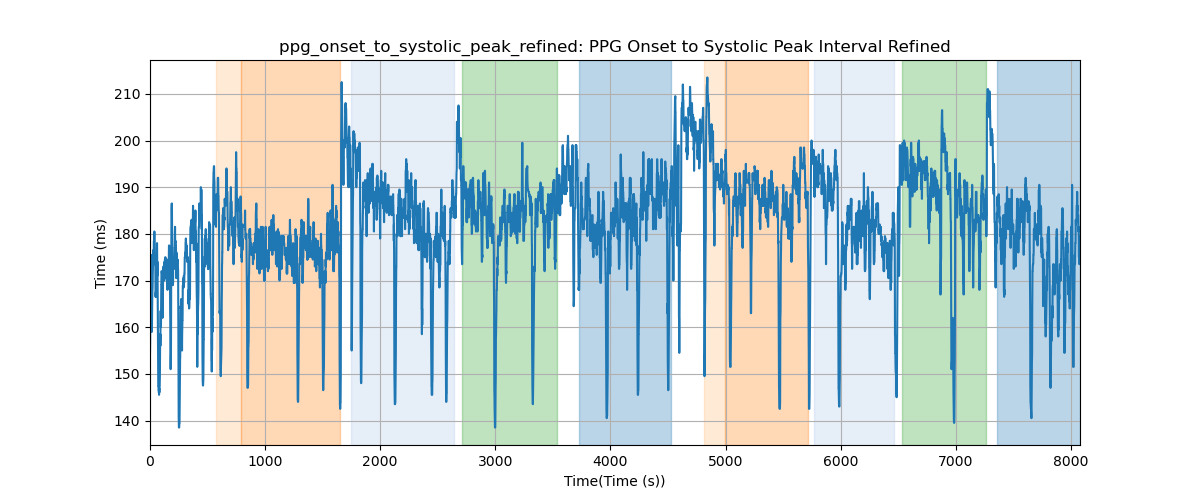 ppg_onset_to_systolic_peak_refined: PPG Onset to Systolic Peak Interval Refined
210
200
190
180
170
160
150
140
Time (ms)
0 1000 2000 3000 4000 5000 6000 7000 8000
Time(Time (s))